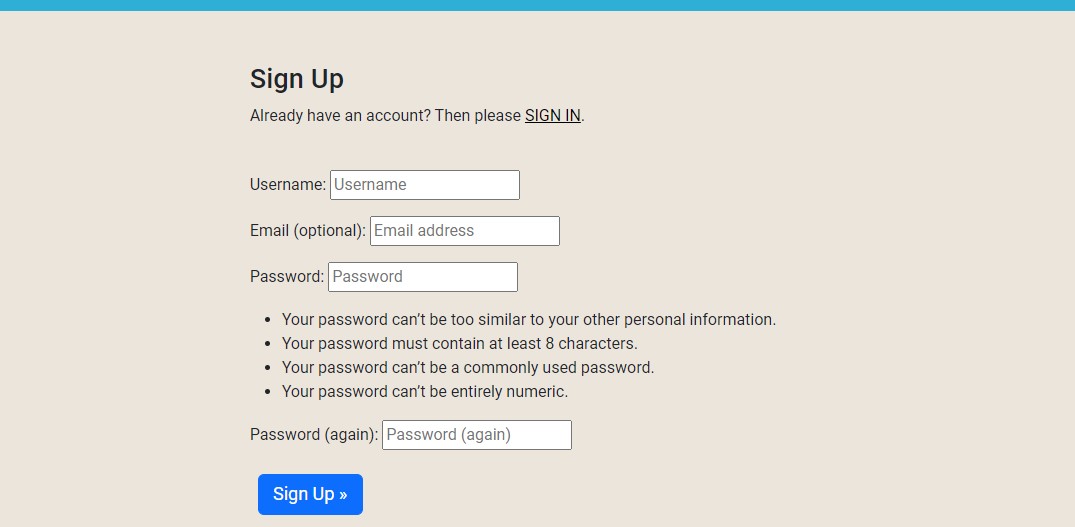 Sign Up
Already have an account? Then please SIGN IN.
Username: Username
Email (optional): Email address
Password: Password
• Your password can’t be too similar to your other personal information.
• Your password must contain at least 8 characters.
• Your password can’t be a commonly used password.
• Your password can’t be entirely numeric.
Password (again): Password (again)
Sign Up »